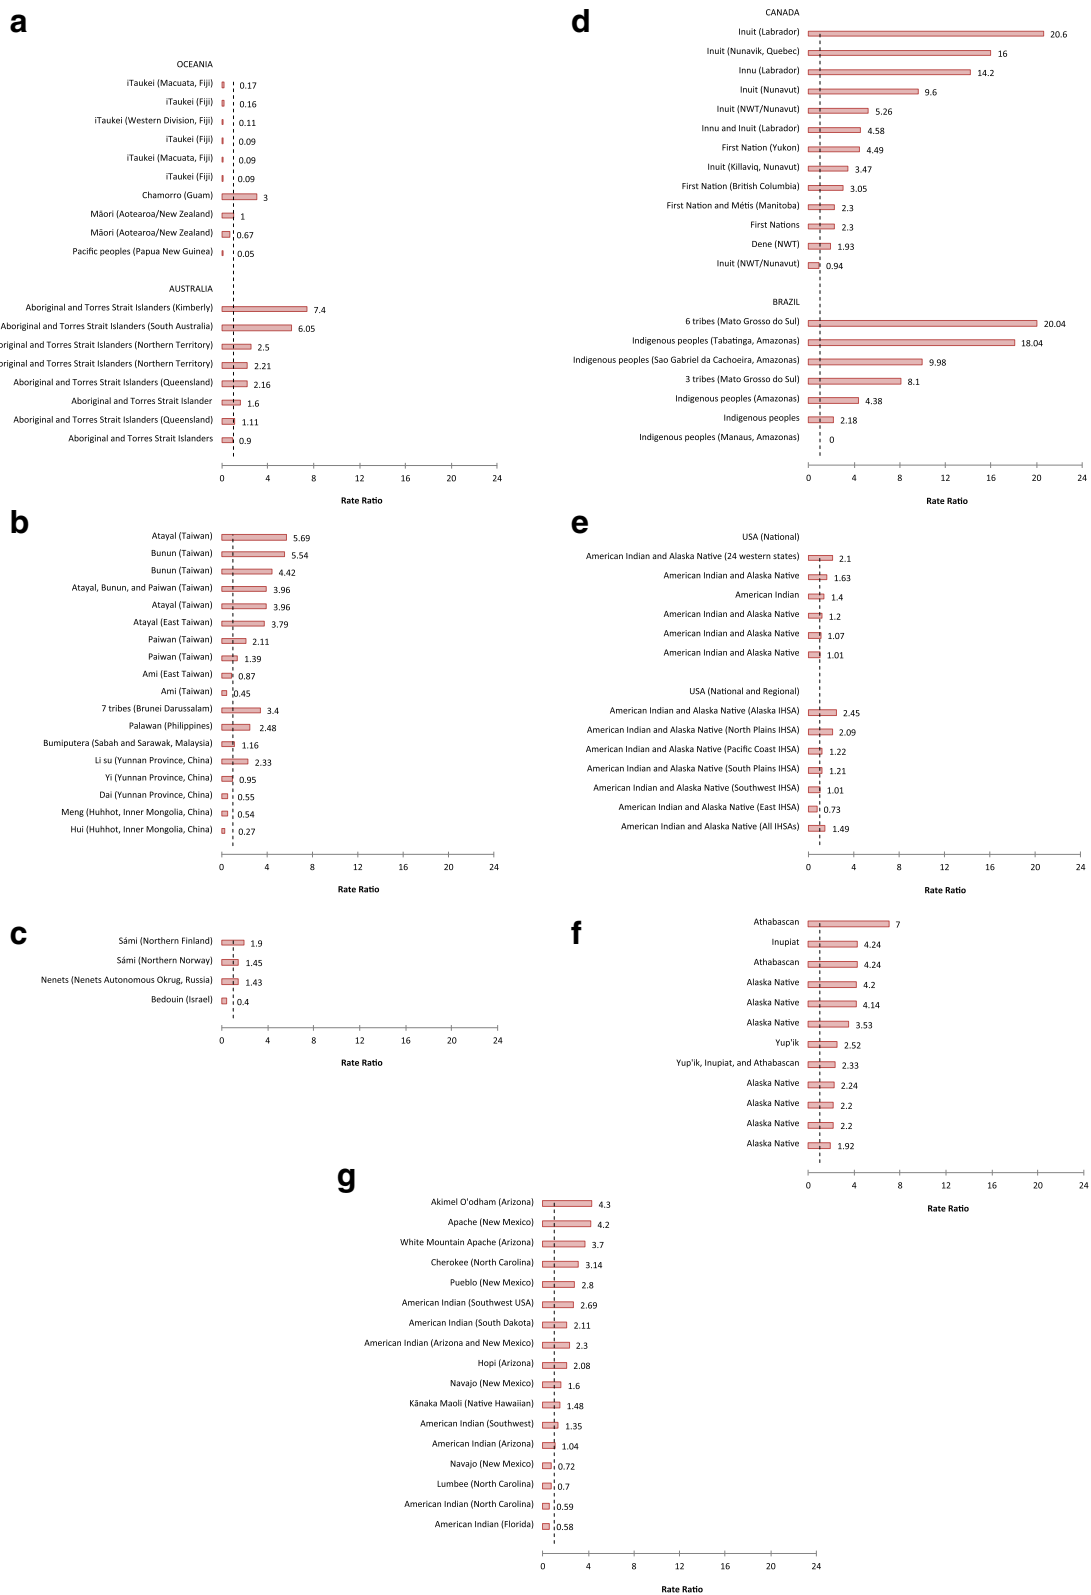 a
OCEANIA
iTaukei (Macuata, Fiji) 0.17
iTaukei (Fiji) 0.16
iTaukei (Western Division, Fiji) 0.11
iTaukei (Fiji) 0.09
iTaukei (Macuata, Fiji) 0.09
iTaukei (Fiji) 0.09
Chamorro (Guam) 3
Māori (Aotearoa/New Zealand) 1
Māori (Aotearoa/New Zealand) 0.67
Pacific peoples (Papua New Guinea) 0.05
AUSTRALIA
Aboriginal and Torres Strait Islanders (Kimberly) 7.4
Aboriginal and Torres Strait Islanders (South Australia) 6.05
original and Torres Strait Islanders (Northern Territory) 2.5
original and Torres Strait Islanders (Northern Territory) 2.21
Aboriginal and Torres Strait Islanders (Queensland) 2.16
Aboriginal and Torres Strait Islander 1.6
Aboriginal and Torres Strait Islanders (Queensland) 1.11
Aboriginal and Torres Strait Islanders 0.9
0 4 8 12 16 20 24
Rate Ratio
b
Atayal (Taiwan) 5.69
Bunun (Taiwan) 5.54
Bunun (Taiwan) 4.42
Atayal, Bunun, and Paiwan (Taiwan) 3.96
Atayal (Taiwan) 3.96
Atayal (East Taiwan) 3.79
Paiwan (Taiwan) 2.11
Paiwan (Taiwan) 1.39
Ami (East Taiwan) 0.87
Ami (Taiwan) 0.45
7 tribes (Brunei Darussalam) 3.4
Palawan (Philippines) 2.48
Bumiputera (Sabah and Sarawak, Malaysia) 1.16
Li su (Yunnan Province, China) 2.33
Yi (Yunnan Province, China) 0.95
Dai (Yunnan Province, China) 0.55
Meng (Huhhot, Inner Mongolia, China) 0.54
Hui (Huhhot, Inner Mongolia, China) 0.27
0 4 8 12 16 20 24
Rate Ratio
c
Sámi (Northern Finland) 1.9
Sámi (Northern Norway) 1.45
Nenets (Nenets Autonomous Okrug, Russia) 1.43
Bedouin (Israel) 0.4
0 4 8 12 16 20 24
Rate Ratio
d
CANADA
Inuit (Labrador) 20.6
Inuit (Nunavik, Quebec) 16
Innu (Labrador) 14.2
Inuit (Nunavut) 9.6
Inuit (NWT/Nunavut) 5.26
Innu and Inuit (Labrador) 4.58
First Nation (Yukon) 4.49
Inuit (Killaviq, Nunavut) 3.47
First Nation (British Columbia) 3.05
First Nation and Métis (Manitoba) 2.3
First Nations 2.3
Dene (NWT) 1.93
Inuit (NWT/Nunavut) 0.94
BRAZIL
6 tribes (Mato Grosso do Sul) 20.04
Indigenous peoples (Tabatinga, Amazonas) 18.04
Indigenous peoples (Sao Gabriel da Cachoeira, Amazonas) 9.98
3 tribes (Mato Grosso do Sul) 8.1
Indigenous peoples (Amazonas) 4.38
Indigenous peoples 2.18
Indigenous peoples (Manaus, Amazonas) 0
0 4 8 12 16 20 24
Rate Ratio
e
USA (National)
American Indian and Alaska Native (24 western states) 2.1
American Indian and Alaska Native 1.63
American Indian 1.4
American Indian and Alaska Native 1.2
American Indian and Alaska Native 1.07
American Indian and Alaska Native 1.01
USA (National and Regional)
American Indian and Alaska Native (Alaska IHSA) 2.45
American Indian and Alaska Native (North Plains IHSA) 2.09
American Indian and Alaska Native (Pacific Coast IHSA) 1.22
American Indian and Alaska Native (South Plains IHSA) 1.21
American Indian and Alaska Native (Southwest IHSA) 1.01
American Indian and Alaska Native (East IHSA) 0.73
American Indian and Alaska Native (All IHSAs) 1.49
0 4 8 12 16 20 24
Rate Ratio
f
Athabascan 7
Inupiat 4.24
Athabascan 4.24
Alaska Native 4.2
Alaska Native 4.14
Alaska Native 3.53
Yup'ik 2.52
Yup'ik, Inupiat, and Athabascan 2.33
Alaska Native 2.24
Alaska Native 2.2
Alaska Native 2.2
Alaska Native 1.92
0 4 8 12 16 20 24
Rate Ratio
g
Akimel O'odham (Arizona) 4.3
Apache (New Mexico) 4.2
White Mountain Apache (Arizona) 3.7
Cherokee (North Carolina) 3.14
Pueblo (New Mexico) 2.8
American Indian (Southwest USA) 2.69
American Indian (South Dakota) 2.11
American Indian (Arizona and New Mexico) 2.3
Hopi (Arizona) 2.08
Navajo (New Mexico) 1.6
Kānaka Maoli (Native Hawaiian) 1.48
American Indian (Southwest) 1.35
American Indian (Arizona) 1.04
Navajo (New Mexico) 0.72
Lumbee (North Carolina) 0.7
American Indian (North Carolina) 0.59
American Indian (Florida) 0.58
0 4 8 12 16 20 24
Rate Ratio